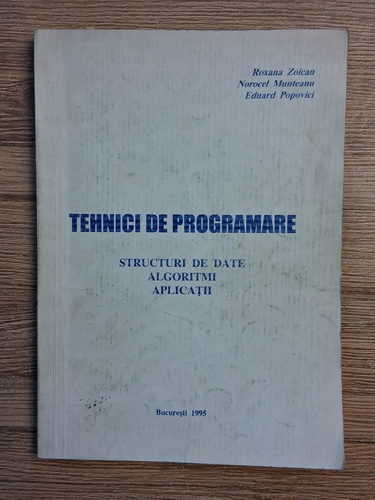 Roxana Zoican
Norocel Munteanu
Eduard Popovici
TEHNICI DE PROGRAMARE
STRUCTURI DE DATE
ALGORITMI
APLICAȚII
București 1995